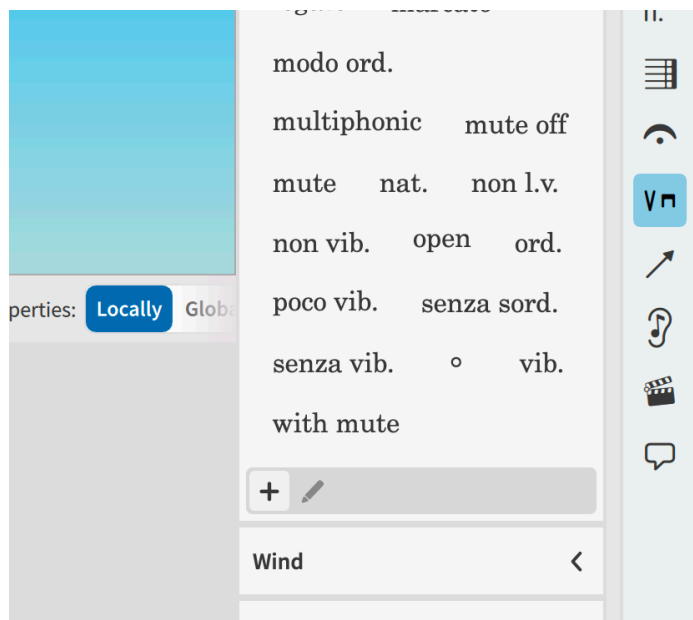 marcato
modo ord.
multiphonic mute off
mute nat. non l.v.
non vib. open ord.
perties: Locally Globa
poco vib. senza sord.
senza vib. vib.
with mute
Wind